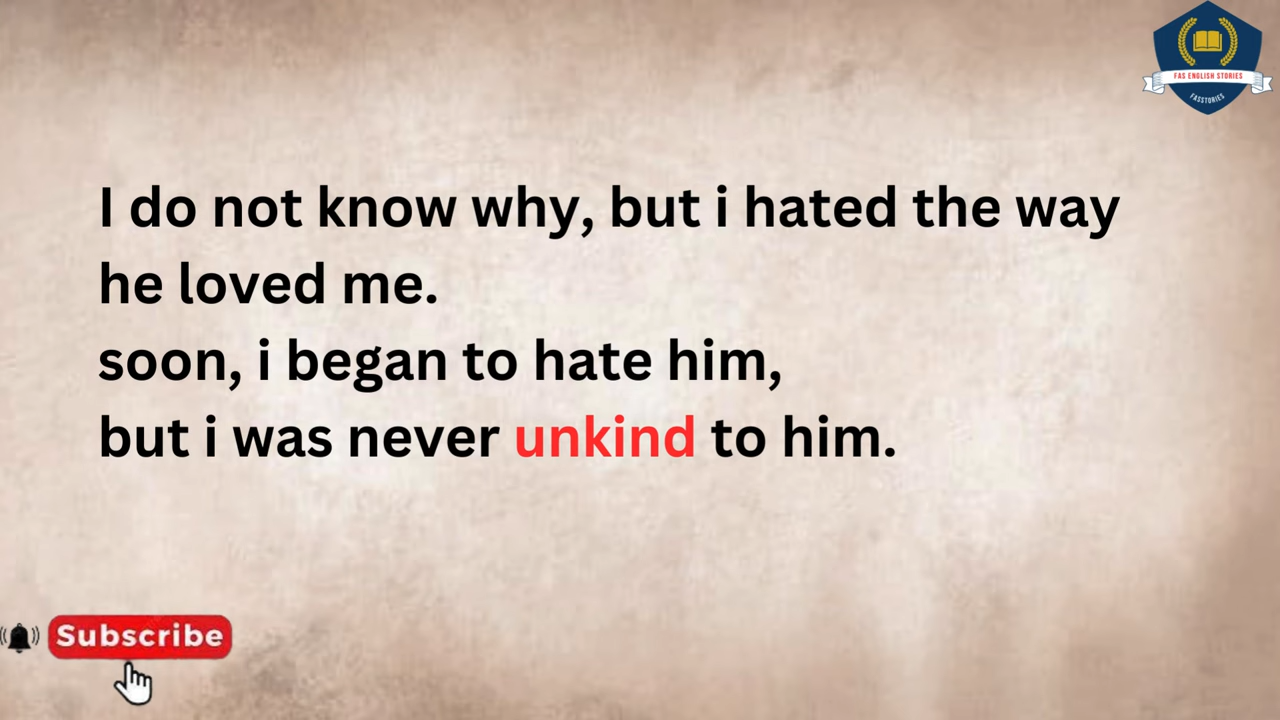 FAS ENGLISH STORIES
FASSTORIES
I do not know why, but i hated the way
he loved me.
soon, i began to hate him,
but i was never unkind to him.
Subscribe